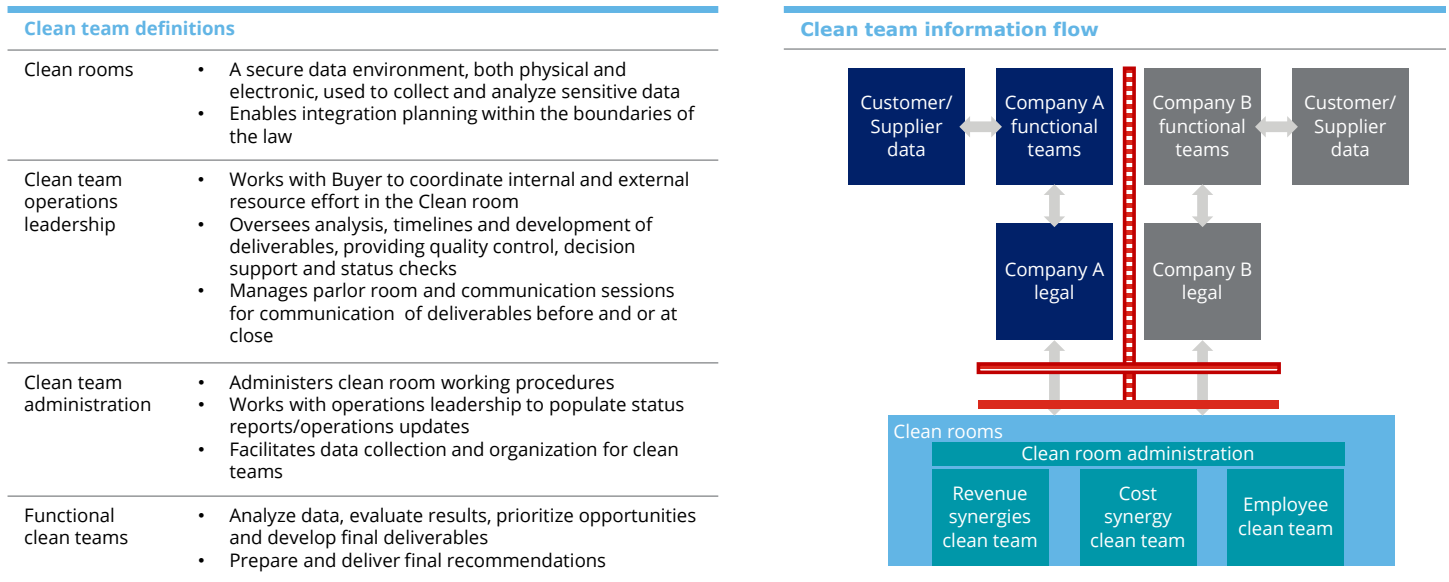 Clean team definitions
Clean rooms
• A secure data environment, both physical and
electronic, used to collect and analyze sensitive data
• Enables integration planning within the boundaries of
the law
Clean team
operations
leadership
• Works with Buyer to coordinate internal and external
resource effort in the Clean room
• Oversees analysis, timelines and development of
deliverables, providing quality control, decision
support and status checks
• Manages parlor room and communication sessions
for communication  of deliverables before and or at
close
Clean team
administration
• Administers clean room working procedures
• Works with operations leadership to populate status
reports/operations updates
• Facilitates data collection and organization for clean
teams
Functional
clean teams
• Analyze data, evaluate results, prioritize opportunities
and develop final deliverables
• Prepare and deliver final recommendations
Clean team information flow
Customer/
Supplier
data
Company A
functional
teams
Company B
functional
teams
Customer/
Supplier
data
Company A
legal
Company B
legal
Clean rooms
Clean room administration
Revenue
synergies
clean team
Cost
synergy
clean team
Employee
clean team